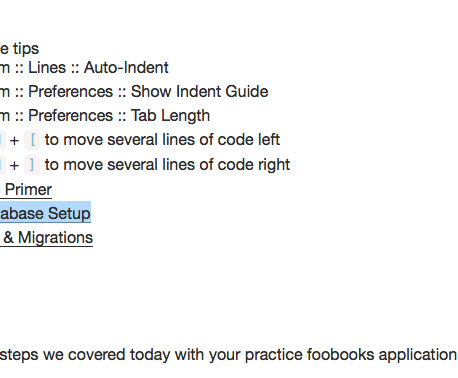 e tips
m :: Lines :: Auto-Indent
m :: Preferences :: Show Indent Guide
m :: Preferences :: Tab Length
+ [ to move several lines of code left
+ ] to move several lines of code right
Primer
abase Setup
& Migrations
steps we covered today with your practice foobooks application